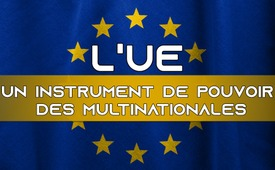 L'UE
UN INSTRUMENT DE POUVOIR
DES MULTINATIONALES